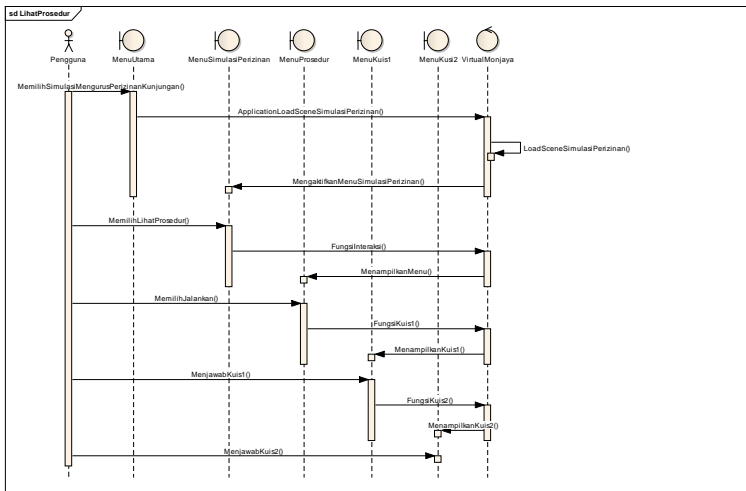 sd LihatProsedur
Pengguna
MenuUtama
MenuSimulasiPerizinan
MenuProsedur
MenuKuis1
MenuKusi2
VirtualMonjaya
MemilihSimulasiMengurusPerizinanKunjungan()
ApplicationLoadSceneSimulasiPerizinan()
LoadSceneSimulasiPerizinan()
MengaktifkanMenuSimulasiPerizinan()
MemilihLihatProsedur()
FungsiInteraksi()
MenampilkanMenu()
MemilihJalankan()
FungsiKuis1()
MenampilkanKuis1()
MenjawabKuis1()
FungsiKuis2()
MenampilkanKuis2()
MenjawabKuis2()